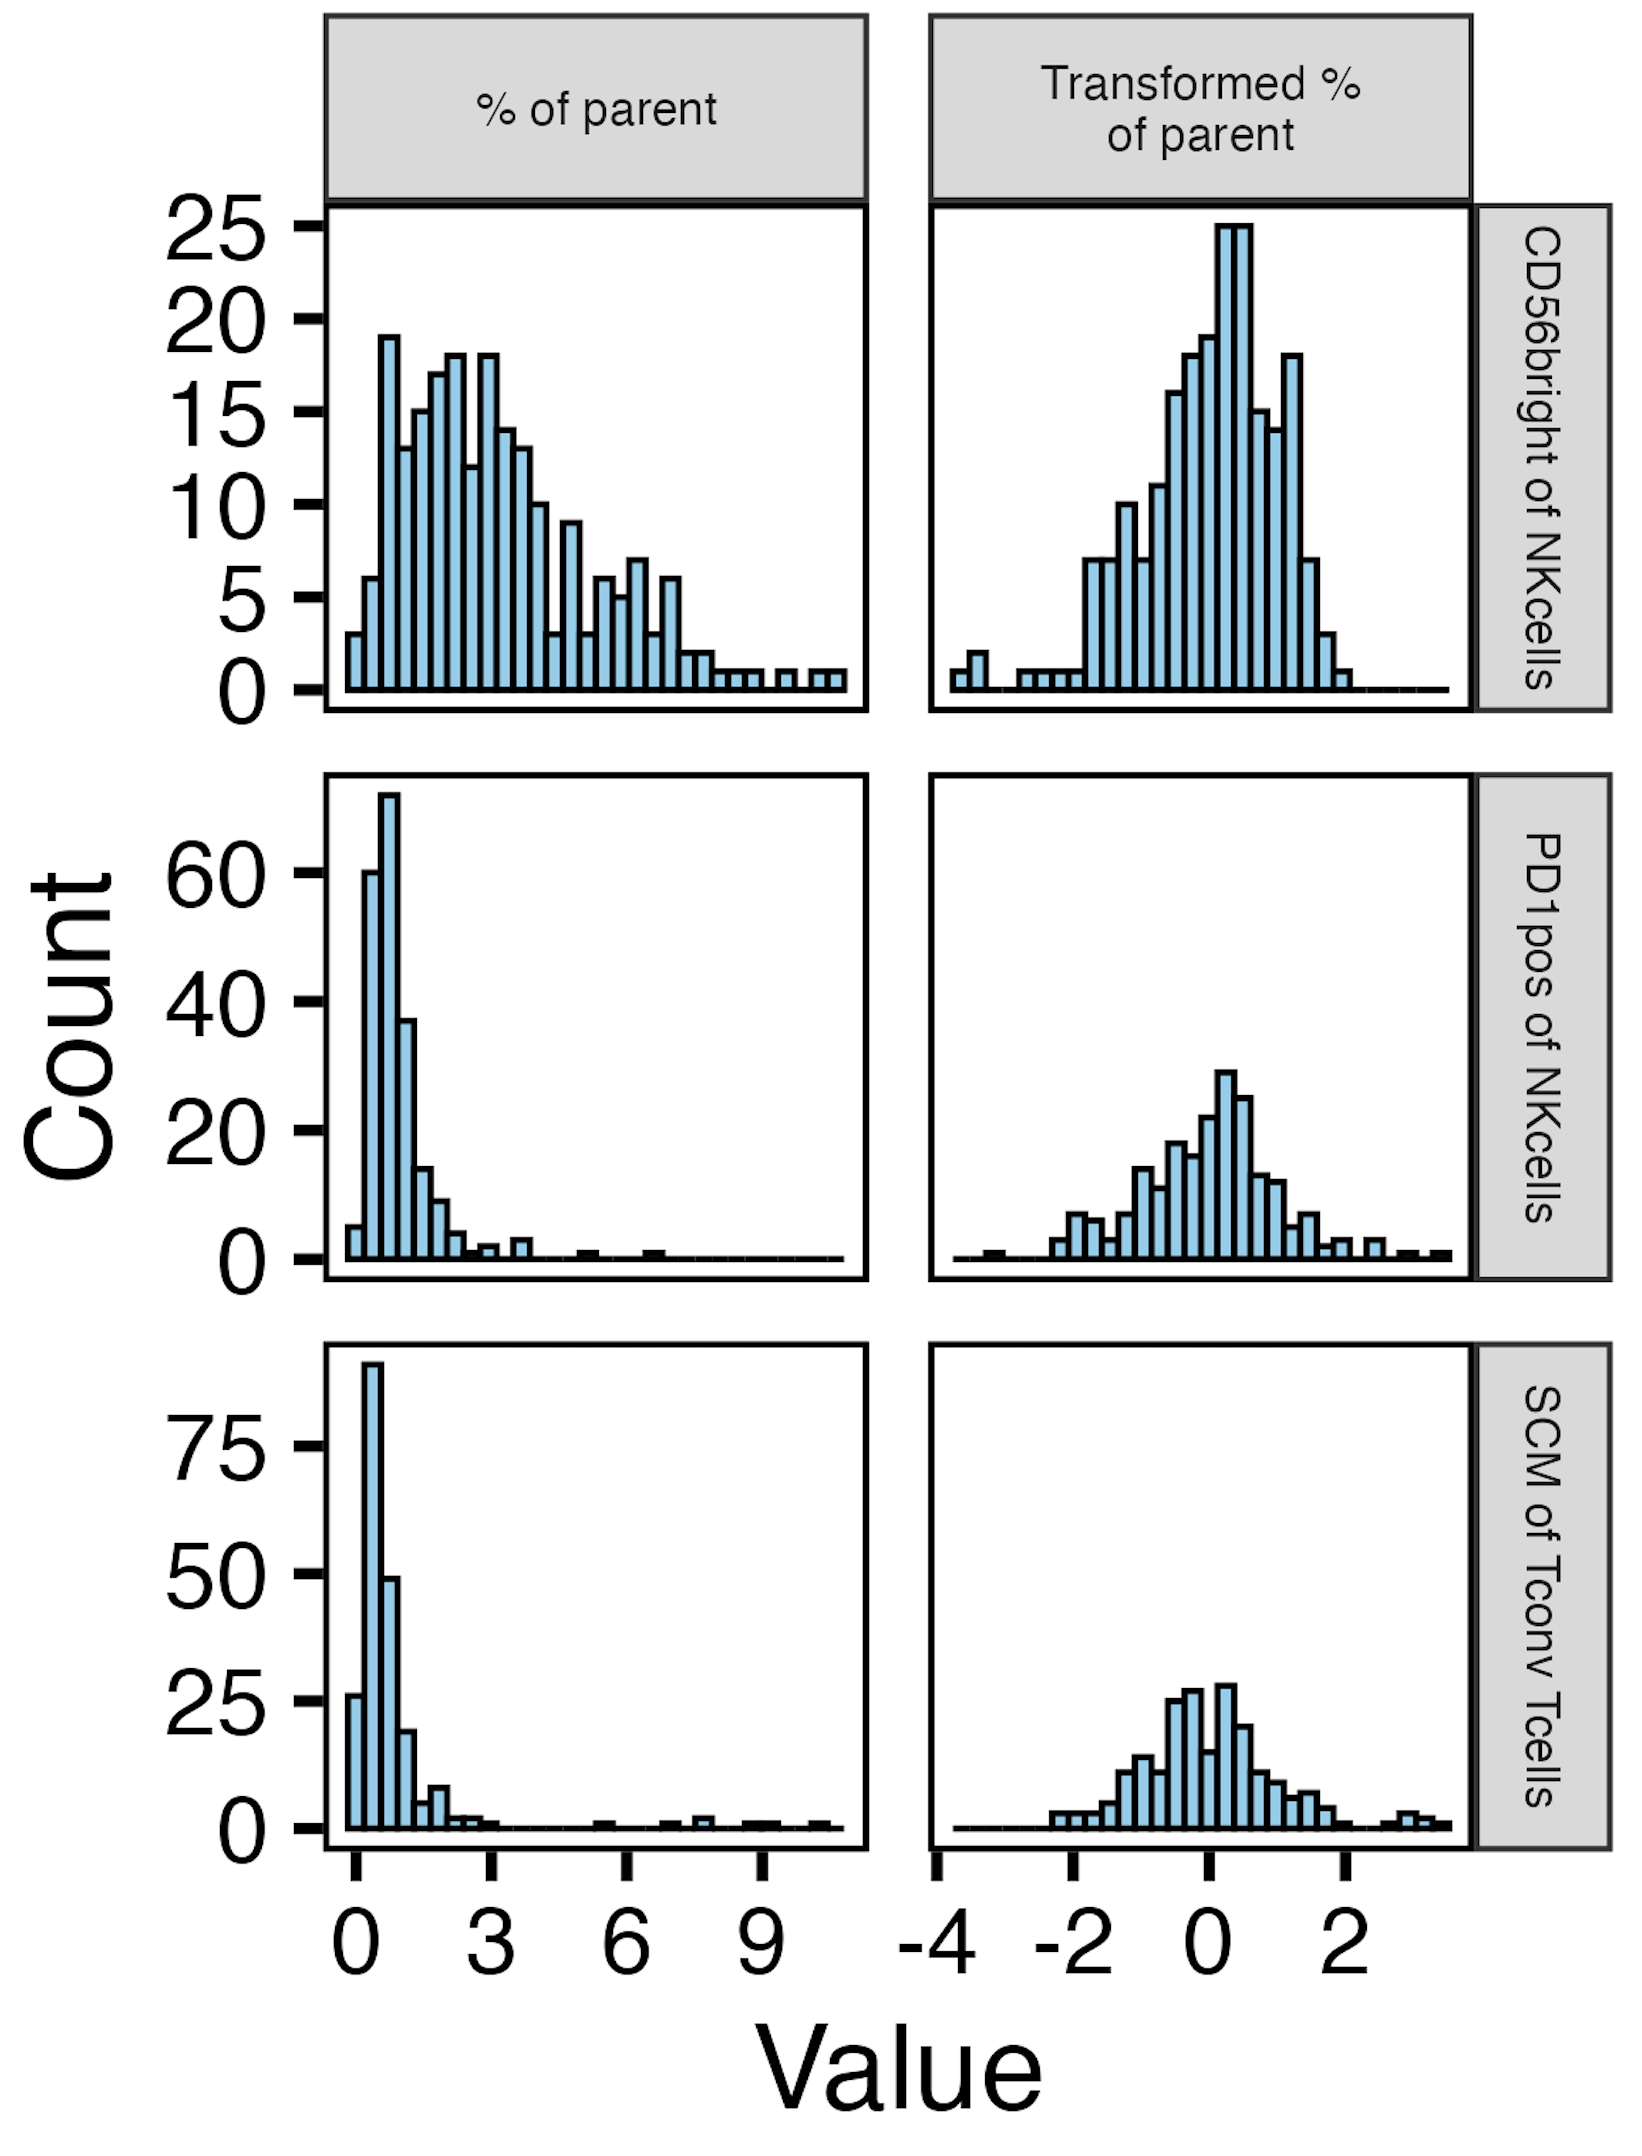 % of parent
Transformed %
of parent
25
20
15
10
5
0
CD56bright of NKcells
60
40
20
0
PD1pos of NKcells
75
50
25
0
SCM of Tconv Tcells
Count
0 3 6 9
-4 -2 0 2
Value